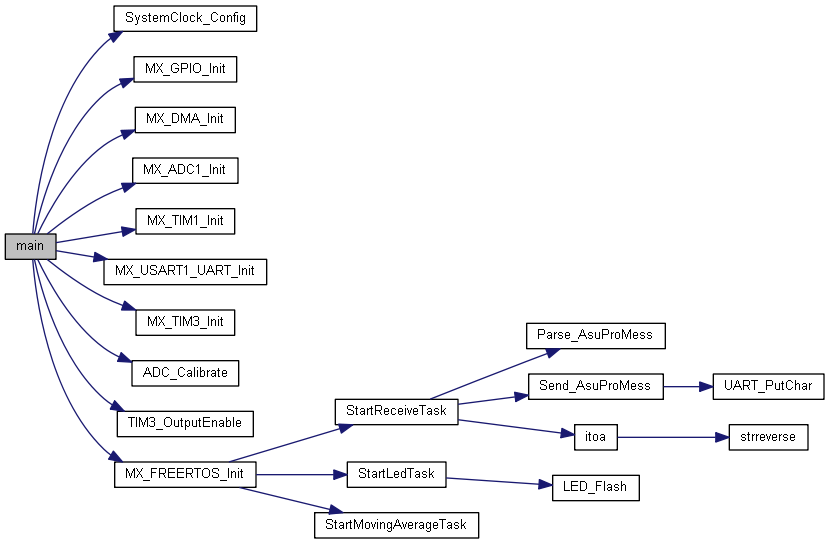 SystemClock_Config
MX_GPIO_Init
MX_DMA_Init
MX_ADC1_Init
MX_TIM1_Init
main
MX_USART1_UART_Init
MX_TIM3_Init
Parse_AsuProMess
ADC_Calibrate
Send_AsuProMess
UART_PutChar
StartReceiveTask
TIM3_OutputEnable
itoa
strreverse
MX_FREERTOS_Init
StartLedTask
LED_Flash
StartMovingAverageTask